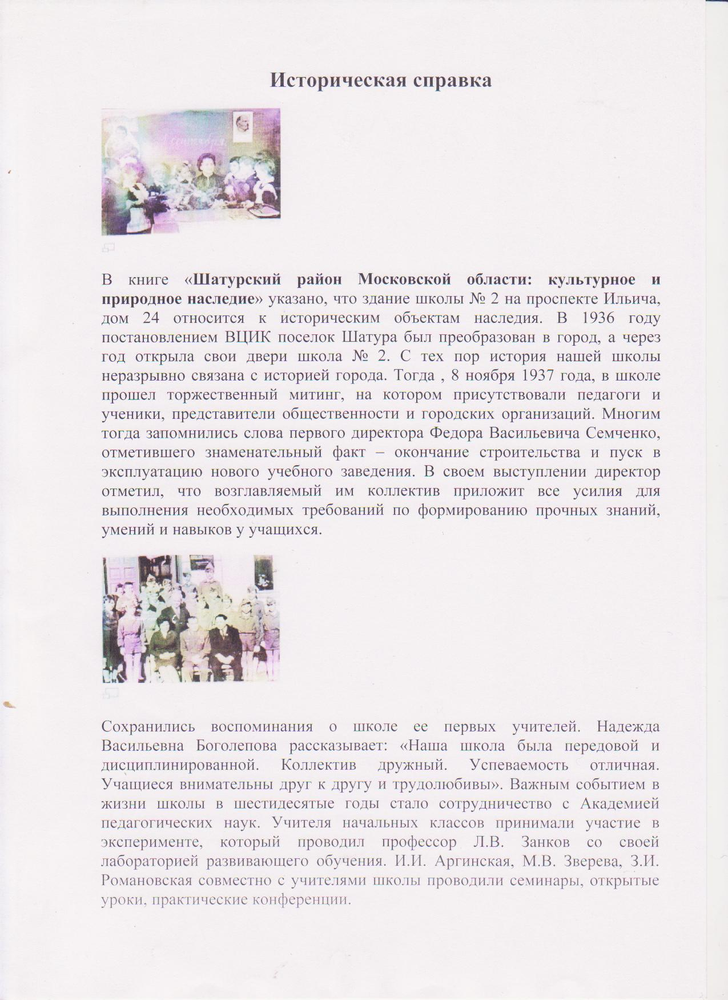 Историческая справка
1 сентября
В книге «Шатурский район Московской области: культурное и
природное наследие» указано, что здание школы № 2 на проспекте Ильича,
дом 24 относится к историческим объектам наследия. В 1936 году
постановлением ВЦИК поселок Шатура был преобразован в город, а через
год открыла свои двери школа № 2. С тех пор история нашей школы
неразрывно связана с историей города. Тогда , 8 ноября 1937 года, в школе
прошел торжественный митинг, на котором присутствовали педагоги и
ученики, представители общественности и городских организаций. Многим
тогда запомнились слова первого директора Федора Васильевича Семченко,
отметившего знаменательный факт – окончание строительства и пуск в
эксплуатацию нового учебного заведения. В своем выступлении директор
отметил, что возглавляемый им коллектив приложит все усилия для
выполнения необходимых требований по формированию прочных знаний,
умений и навыков у учащихся.
Сохранились воспоминания о школе ее первых учителей. Надежда
Васильевна Боголепова рассказывает: «Наша школа была передовой и
дисциплинированной. Коллектив дружный. Успеваемость отличная.
Учащиеся внимательны друг к другу и трудолюбивы». Важным событием в
жизни школы в шестидесятые годы стало сотрудничество с Академией
педагогических наук. Учителя начальных классов принимали участие в
эксперименте, который проводил профессор Л.В. Занков со своей
лабораторией развивающего обучения. И.И. Аргинская, М.В. Зверева, З.И.
Романовская совместно с учителями школы проводили семинары, открытые
уроки, практические конференции.